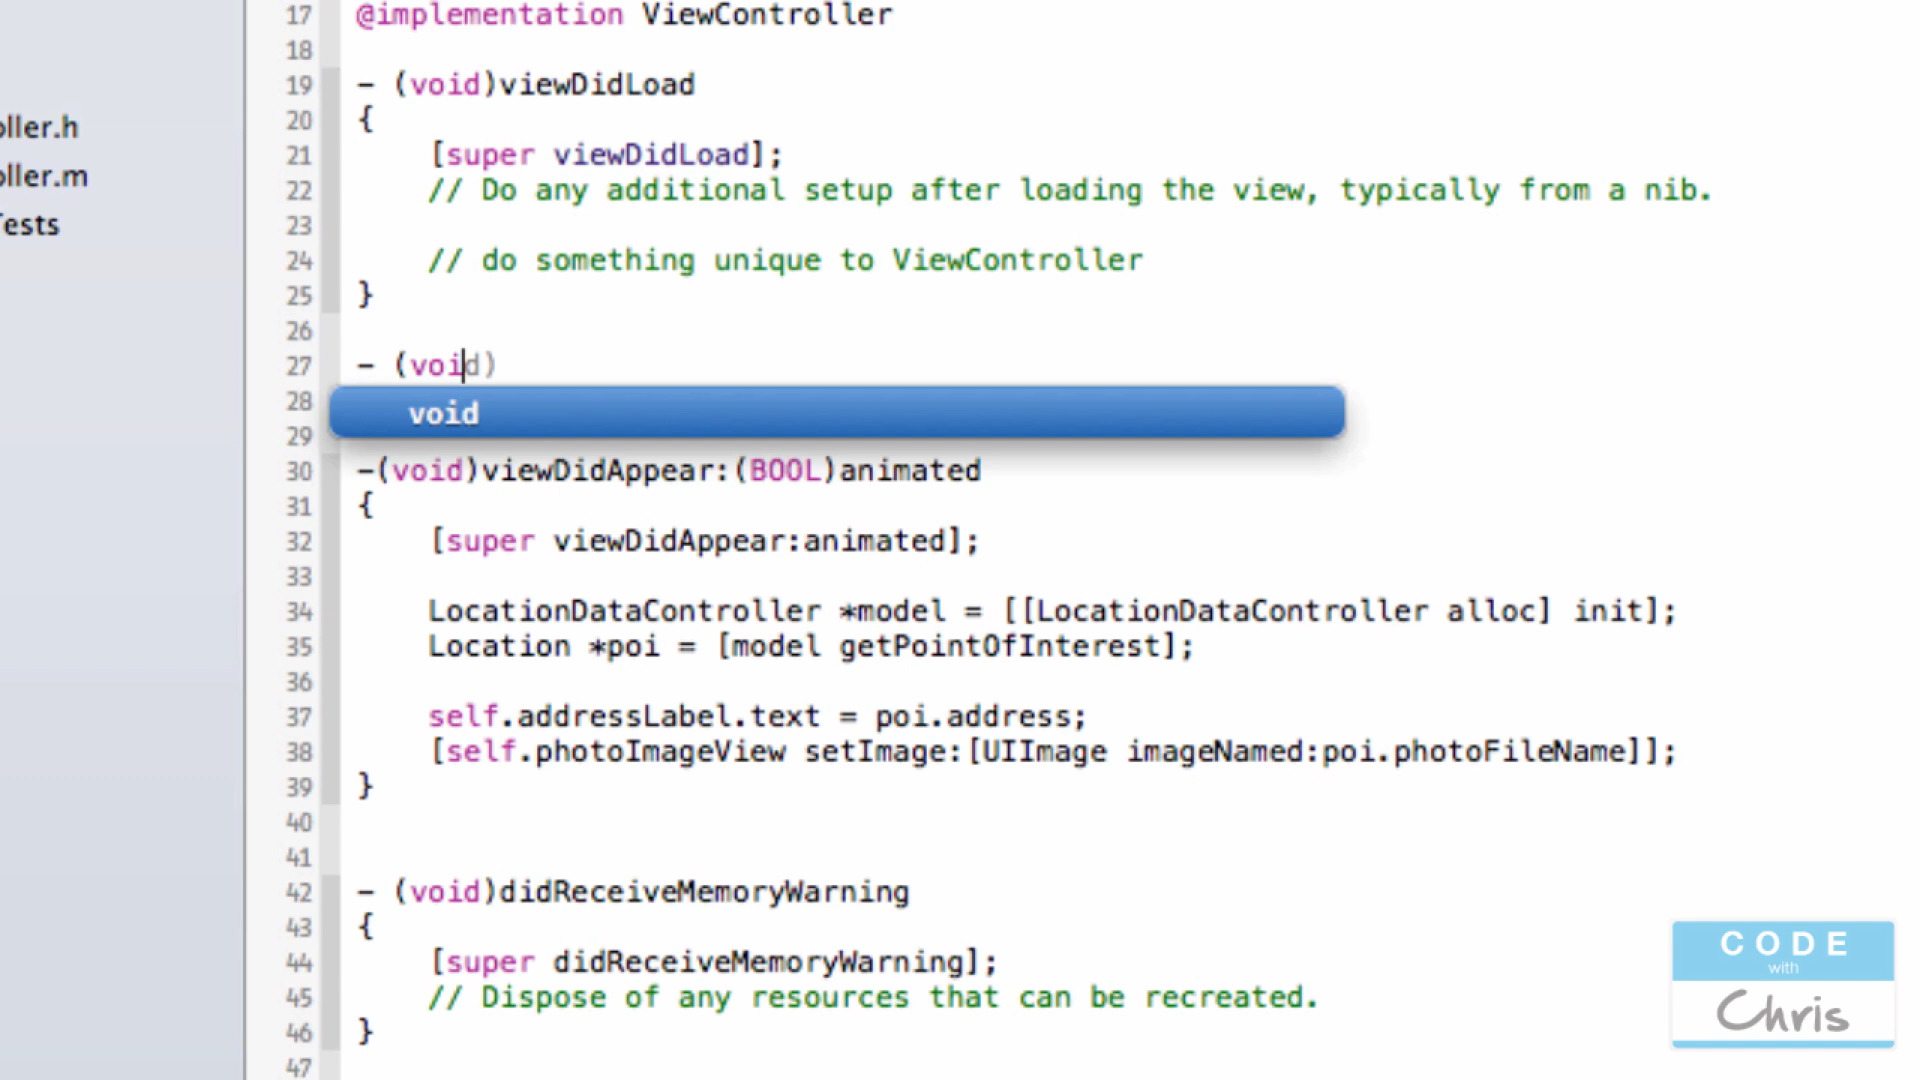 17 @implementation ViewController
18
19 - (void)viewDidLoad
20 {
oller.h
21 [super viewDidLoad];
oller.m
22 // Do any additional setup after loading the view, typically from a nib.
Tests
23
24 // do something unique to ViewController
25 }
26
27 - (void)
28 void
29
30 -(void)viewDidAppear:(BOOL)animated
31 {
32 [super viewDidAppear:animated];
33
34 LocationDataController *model = [[LocationDataController alloc] init];
35 Location *poi = [model getPointOfInterest];
36
37 self.addressLabel.text = poi.address;
38 [self.photoImageView setImage:[UIImage imageNamed:poi.photoFileName]];
39 }
40
41
42 - (void)didReceiveMemoryWarning
43 {
44 [super didReceiveMemoryWarning];
45 // Dispose of any resources that can be recreated.
46 }
47
CODE
with
Chris